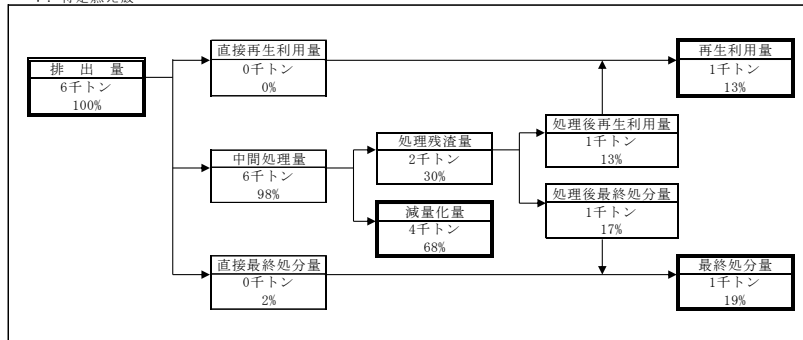 排出量
6千トン
100%
直接再生利用量
0千トン
0%
再生利用量
1千トン
13%
中間処理量
6千トン
98%
処理残渣量
2千トン
30%
処理後再生利用量
1千トン
13%
減量化量
4千トン
68%
処理後最終処分量
1千トン
17%
直接最終処分量
0千トン
2%
最終処分量
1千トン
19%